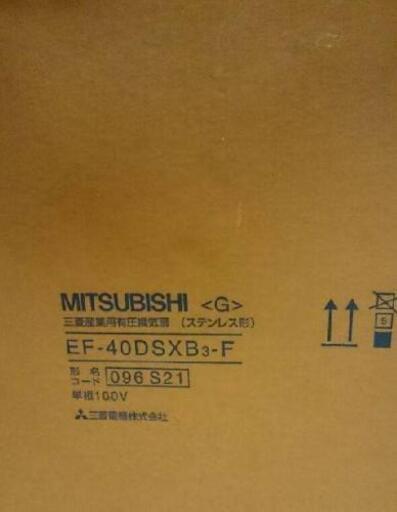 MITSUBISHI <G>
三菱産業用有圧換気扇 (ステンレス形)
EF-40DSXB3-F
形名
コード 096 S21
単相100V
三菱電機株式会社
5